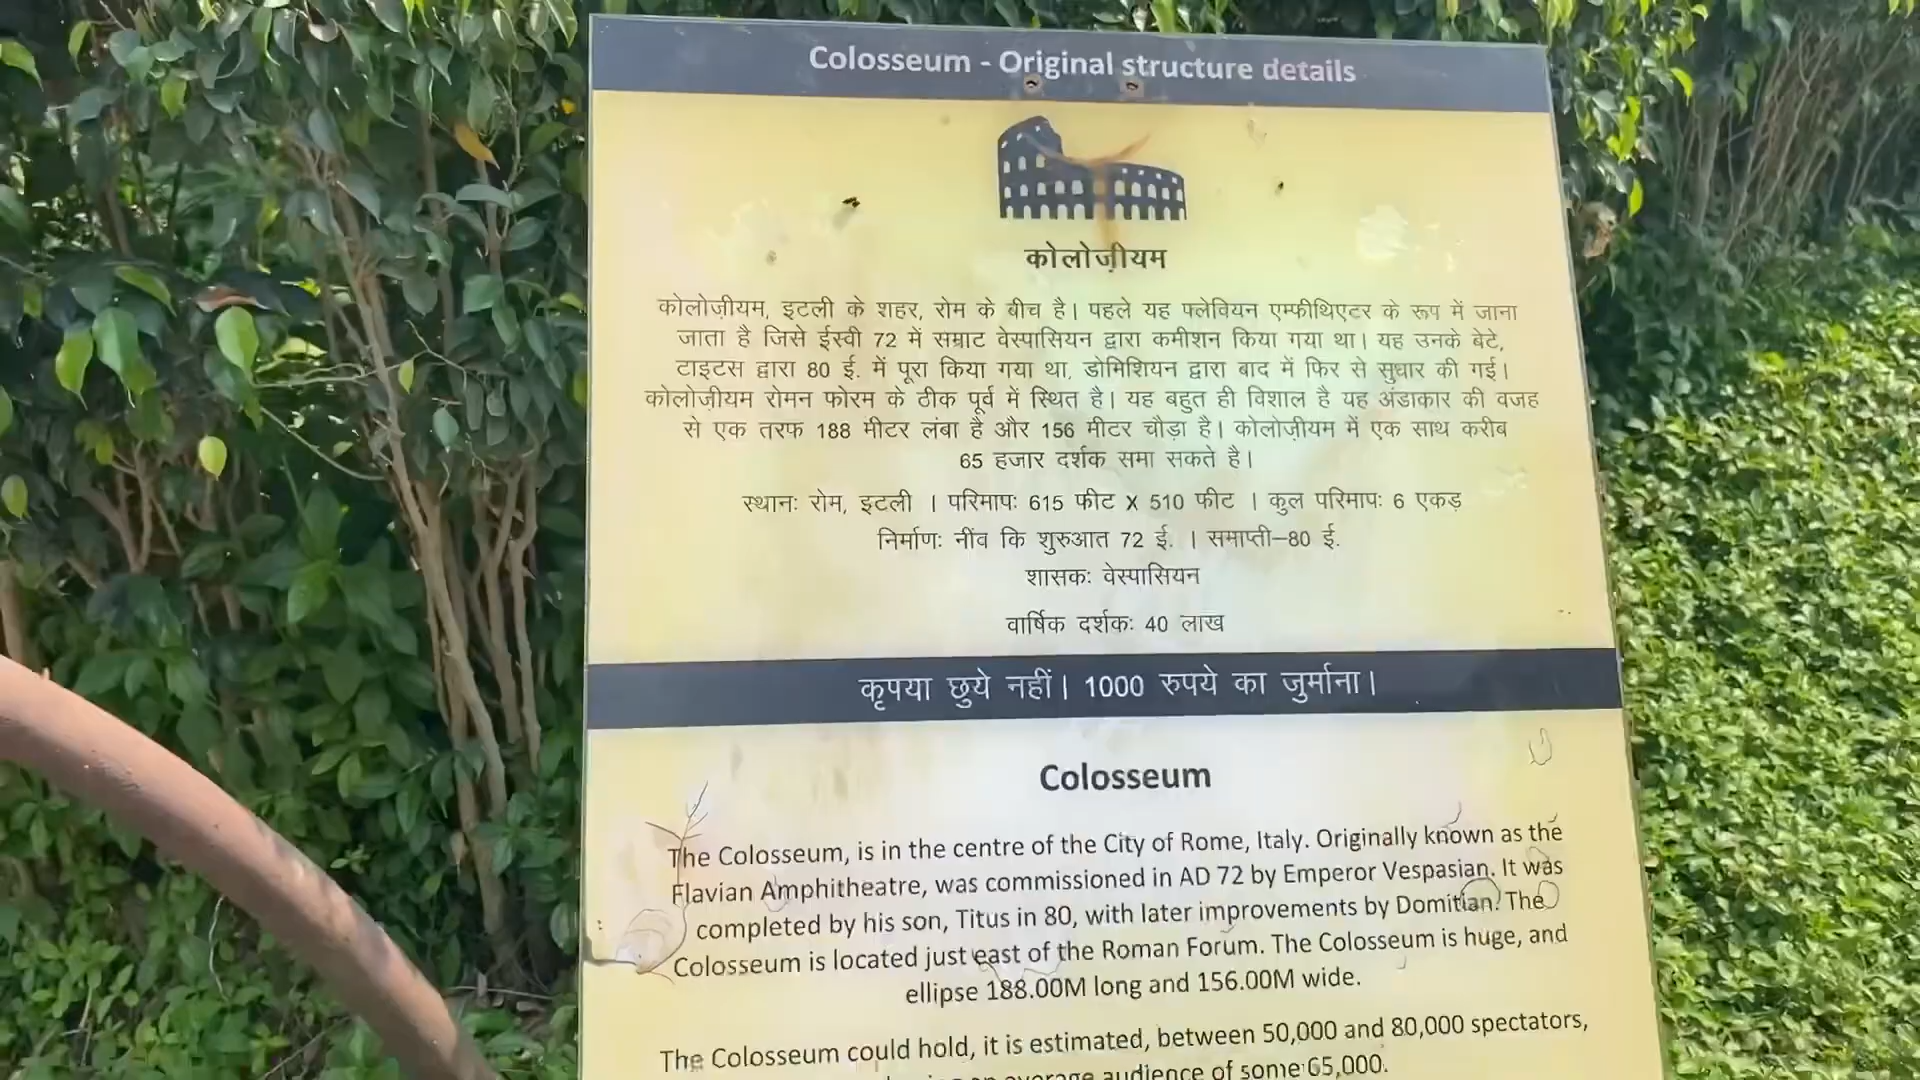 Colosseum - Original structure details
कोलोज़ीयम
कोलोज़ीयम, इटली के शहर, रोम के बीच है। पहले यह फ्लेवियन एम्फीथिएटर के रूप में जाना
जाता है जिसे ईस्वी 72 में सम्राट वेस्पासियन द्वारा कमीशन किया गया था। यह उनके बेटे,
टाइटस द्वारा 80 ई. में पूरा किया गया था, डोमिशियन द्वारा बाद में फिर से सुधार की गई।
कोलोज़ीयम रोमन फोरम के ठीक पूर्व में स्थित है। यह बहुत ही विशाल है यह अंडाकार की वजह
से एक तरफ 188 मीटर लंबा है और 156 मीटर चौड़ा है। कोलोज़ीयम में एक साथ करीब
65 हजार दर्शक समा सकते है।
स्थानः रोम, इटली । परिमापः 615 फीट X 510 फीट । कुल परिमापः 6 एकड़
निर्माणः नींव कि शुरुआत 72 ई. । समाप्ती–80 ई.
शासकः वेस्पासियन
वार्षिक दर्शकः 40 लाख
कृपया छुये नहीं। 1000 रुपये का जुर्माना।
Colosseum
The Colosseum, is in the centre of the City of Rome, Italy. Originally known as the
Flavian Amphitheatre, was commissioned in AD 72 by Emperor Vespasian. It was
completed by his son, Titus in 80, with later improvements by Domitian. The
Colosseum is located just east of the Roman Forum. The Colosseum is huge, and
ellipse 188.00M long and 156.00M wide.
The Colosseum could hold, it is estimated, between 50,000 and 80,000 spectators,
average audience of some 65,000.